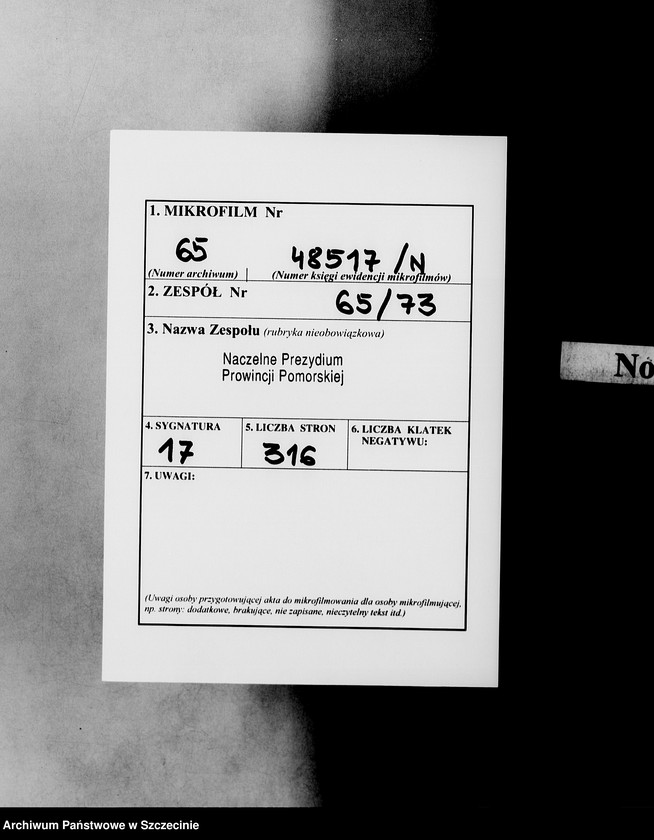 1. MIKROFILM Nr
65 48517 /N
(Numer archiwum) (Numer księgi ewidencji mikrofilmów)
2. ZESPÓŁ Nr 65/73
3. Nazwa Zespołu (rubryka nieobowiązkowa)
Naczelne Prezydium
Prowincji Pomorskiej
4. SYGNATURA
17
5. LICZBA STRON
316
6. LICZBA KLATEK
NEGATYWU:
7. UWAGI:
(Uwagi osoby przygotowującej akta do mikrofilmowania dla osoby mikrofilmującej,
np. strony: dodatkowe, brakujące, nie zapisane, nieczytelny tekst itd.)
No
Archiwum Państwowe w Szczecinie